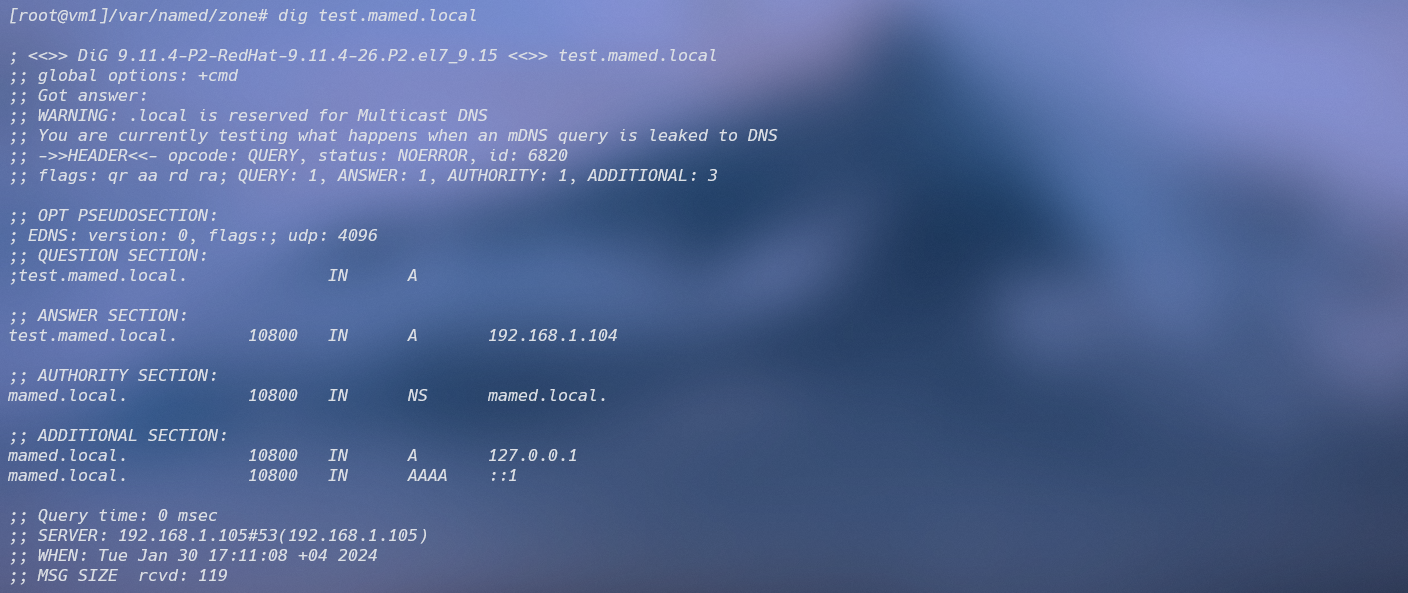 [root@vm1]/var/named/zone# dig test.mamed.local
; <<>> DiG 9.11.4-P2-RedHat-9.11.4-26.P2.el7_9.15 <<>> test.mamed.local
;; global options: +cmd
;; Got answer:
;; WARNING: .local is reserved for Multicast DNS
;; You are currently testing what happens when an mDNS query is leaked to DNS
;; ->>HEADER<<- opcode: QUERY, status: NOERROR, id: 6820
;; flags: qr aa rd ra; QUERY: 1, ANSWER: 1, AUTHORITY: 1, ADDITIONAL: 3
;; OPT PSEUDOSECTION:
; EDNS: version: 0, flags:; udp: 4096
;; QUESTION SECTION:
;test.mamed.local.              IN      A
;; ANSWER SECTION:
test.mamed.local.       10800   IN      A       192.168.1.104
;; AUTHORITY SECTION:
mamed.local.            10800   IN      NS      mamed.local.
;; ADDITIONAL SECTION:
mamed.local.            10800   IN      A       127.0.0.1
mamed.local.            10800   IN      AAAA    ::1
;; Query time: 0 msec
;; SERVER: 192.168.1.105#53(192.168.1.105)
;; WHEN: Tue Jan 30 17:11:08 +04 2024
;; MSG SIZE  rcvd: 119